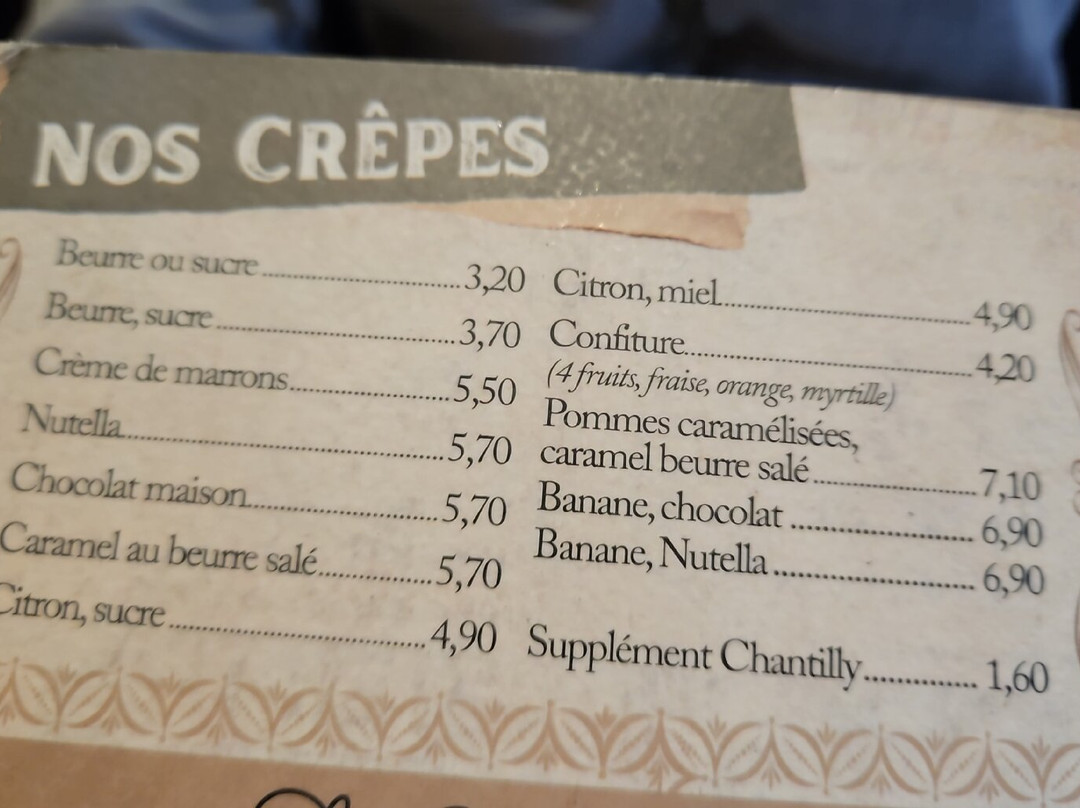 NOS CRÊPES
Beurre ou sucre 3,20
Beurre, sucre 3,70
Crème de marrons 5,50
Nutella 5,70
Chocolat maison 5,70
Caramel au beurre salé 5,70
Citron, sucre 4,90
Citron, miel 4,90
Confiture 4,20
(4 fruits, fraise, orange, myrtille)
Pommes caramélisées,
caramel beurre salé 7,10
Banane, chocolat 6,90
Banane, Nutella 6,90
Supplément Chantilly 1,60